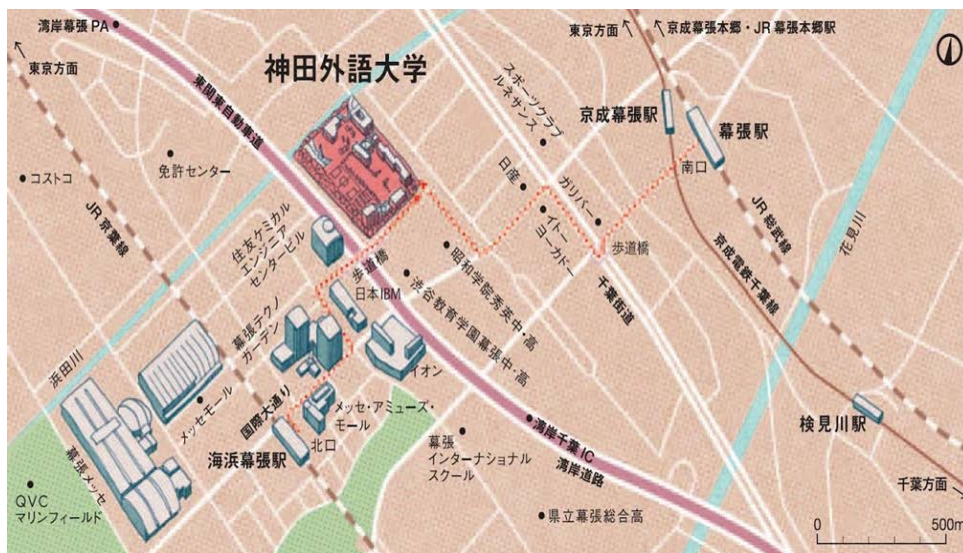 湾岸幕張PA
東京方面
神田外語大学
東関東自動車道
スポーツクラブ
ルネサンス
東京方面
京成幕張本郷・JR幕張本郷駅
京成幕張駅
幕張駅
南口
コストコ
免許センター
日産
ガリバー
イトー
ヨーカドー
歩道橋
JR京葉線
住友ケミカル
エンジニア
センタービル
歩道橋
日本IBM
昭和学院秀英中・高
渋谷教育学園幕張中・高
千葉街道
JR総武線
京成電鉄千葉線
花見川
浜田川
幕張テクノ
ガーデン
イオン
メッセモール
国際大通り
メッセ・アミューズ・
モール
北口
海浜幕張駅
幕張メッセ
QVC
マリンフィールド
幕張
インターナショナル
スクール
湾岸千葉IC
湾岸道路
検見川駅
千葉方面
県立幕張総合高
0
500m